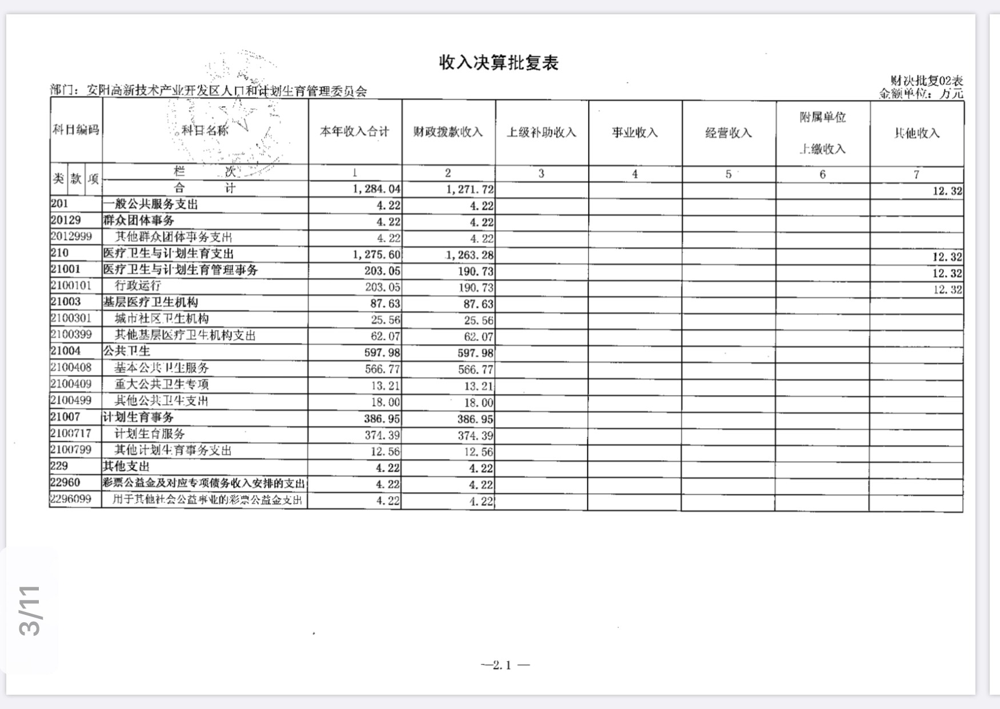 收入决算批复表
财决批复02表
部门：安阳高新技术产业开发区人口和计划生育管理委员会
金额单位：万元
科目编码 科目名称 本年收入合计 财政拨款收入 上级补助收入 事业收入 经营收入 附属单位上缴收入 其他收入
类 款 项 栏 次 1 2 3 4 5 6 7
合 计 1,284.04 1,271.72 12.32
201 一般公共服务支出 4.22 4.22
20129 群众团体事务 4.22 4.22
2012999 其他群众团体事务支出 4.22 4.22
210 医疗卫生与计划生育支出 1,275.60 1,263.28 12.32
21001 医疗卫生与计划生育管理事务 203.05 190.73 12.32
2100101 行政运行 203.05 190.73 12.32
21003 基层医疗卫生机构 87.63 87.63
2100301 城市社区卫生机构 25.56 25.56
2100399 其他基层医疗卫生机构支出 62.07 62.07
21004 公共卫生 597.98 597.98
2100408 基本公共卫生服务 566.77 566.77
2100409 重大公共卫生专项 13.21 13.21
2100499 其他公共卫生支出 18.00 18.00
21007 计划生育事务 386.95 386.95
2100717 计划生育服务 374.39 374.39
2100799 其他计划生育事务支出 12.56 12.56
229 其他支出 4.22 4.22
22960 彩票公益金及对应专项债务收入安排的支出 4.22 4.22
2296099 用于其他社会公益事业的彩票公益金支出 4.22 4.22
3/11
—2.1 —